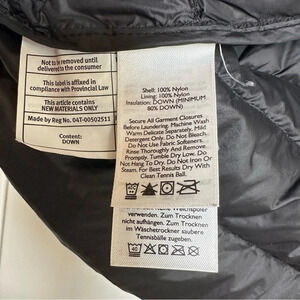 Not to be removed until
delivered to the consumer
This label is affixed in
compliance with Provincial Law
This article contains
NEW MATERIALS ONLY
Made by Reg No. 04T-00502511
Content:
DOWN
Shell: 100% Nylon
Lining: 100% Nylon
Insulation: DOWN (MINIMUM
80% DOWN)
Secure All Garment Closures
Before Laundering. Machine Wash
Warm Delicate Separately. Mild
Detergent Only. Do Not Bleach. Do
Not Use Fabric Softeners.
Rinse Thoroughly And Remove
Promptly. Tumble Dry Low. Do
Not Hang To Dry. Do Not Iron Or
Steam. For Best Results Dry With
Clean Tennis Ball.
verwenden. Zum Trocknen
nicht aufhängen. Zum Trocknen
im Wäschetrockner saubere
Tennisbälle zugeben.
40